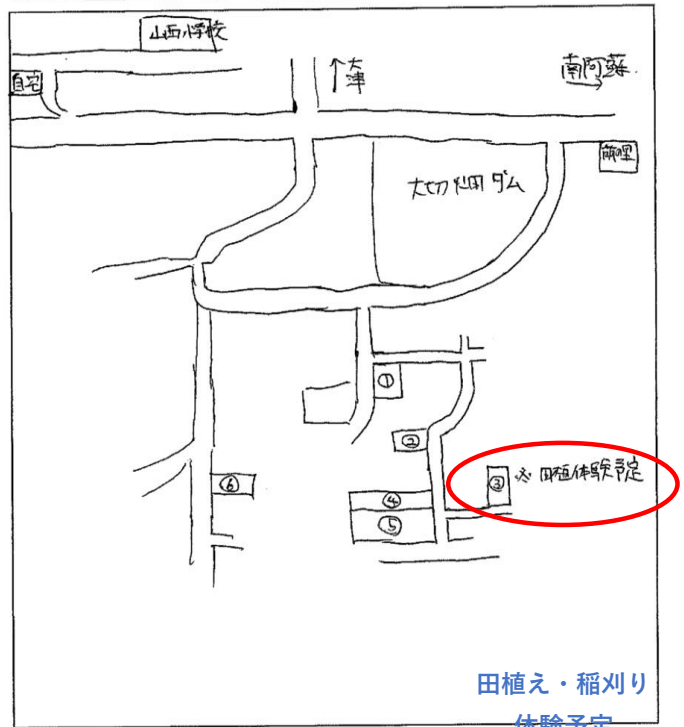 山西小学校
自宅
↑大津
南阿蘇→
萌の里
大切畑ダム
①
②
③ ※ 田植体験予定
④
⑤
⑥
田植え・稲刈り
体験予定